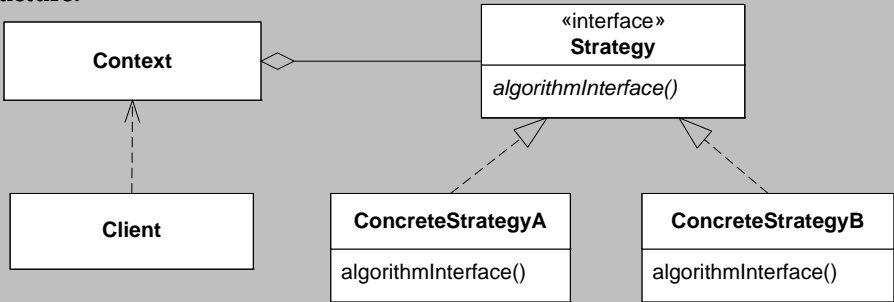 «interface»
Context
Strategy
algorithmInterface()
Client
ConcreteStrategyA
ConcreteStrategyB
algorithmInterface()
algorithmInterface()